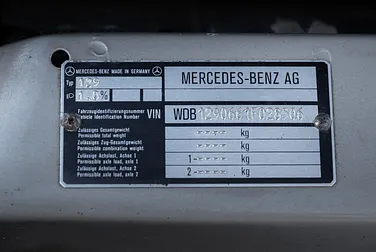 MERCEDES-BENZ MADE IN GERMANY
MERCEDES-BENZ AG
Typ 129
%
Fahrzeugidentifizierungsnummer
Vehicle Identification Number VIN WDB
Zulässiges Gesamtgewicht
Permissible total weight kg
Zulässiges Zug-Gesamtgewicht
Permissible combination weight kg
Zulässige Achslast, Achse 1
Permissible axle load, axle 1 1- kg
Zulässige Achslast, Achse 2
Permissible axle load, axle 2 2- kg